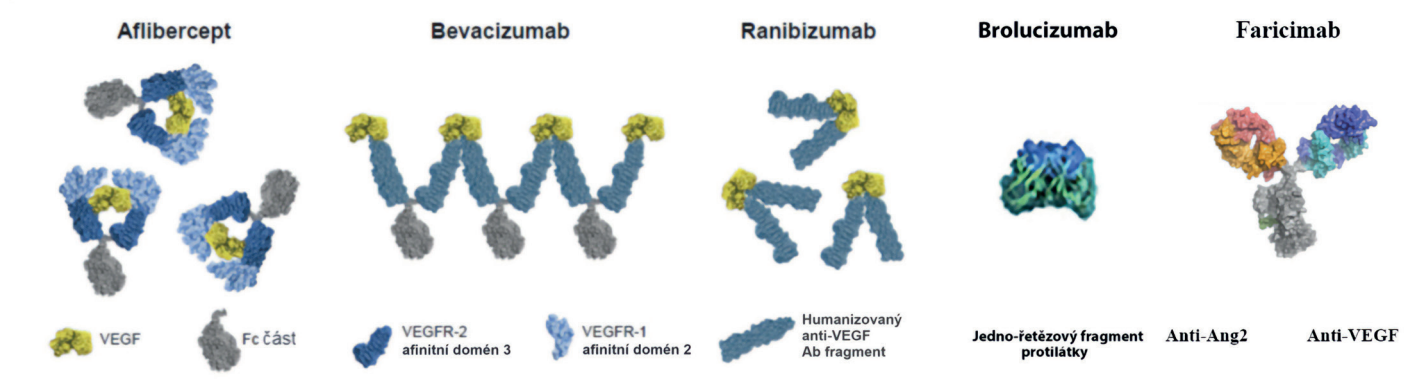 Aflibercept
Bevacizumab
Ranibizumab
Brolucizumab
Faricimab
VEGF
Fc část
VEGFR-2
afinitní domén 3
VEGFR-1
afinitní domén 2
Humanizovaný
anti-VEGF
Ab fragment
Jedno-řetězový fragment
protilátky
Anti-Ang2
Anti-VEGF